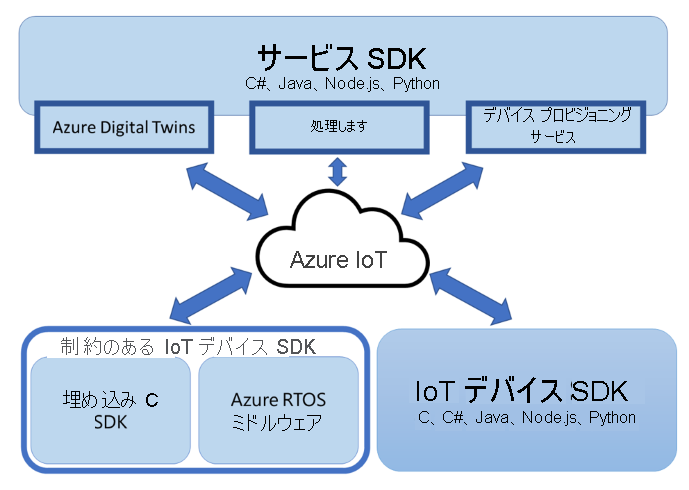 サービス SDK
C#、Java、Node.js、Python
Azure Digital Twins
処理します
デバイス プロビジョニング
サービス
Azure IoT
制約のある IoT デバイス SDK
埋め込み C
SDK
Azure RTOS
ミドルウェア
IoT デバイス SDK
C、C#、Java、Node.js、Python